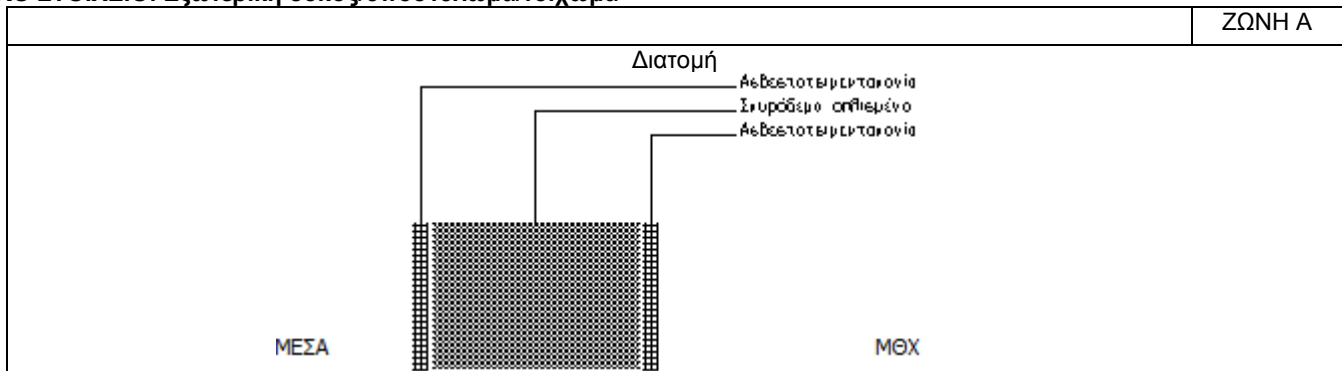 ΖΩΝΗ Α
Διατομή
Ασβεστοτσιμεντοκονία
Σκυρόδεμα οπλισμένο
Ασβεστοτσιμεντοκονία
ΜΕΣΑ
ΜΘΧ